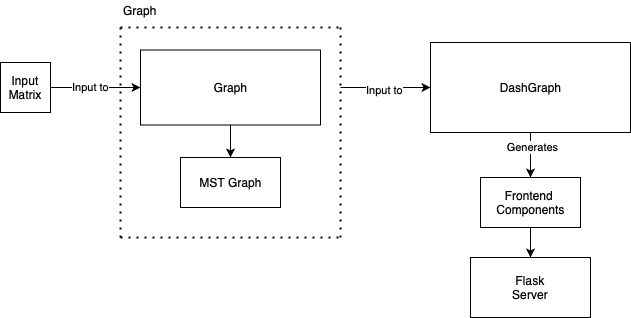 Graph
Input
Matrix
Input to
Graph
MST Graph
Input to
DashGraph
Generates
Frontend
Components
Flask
Server